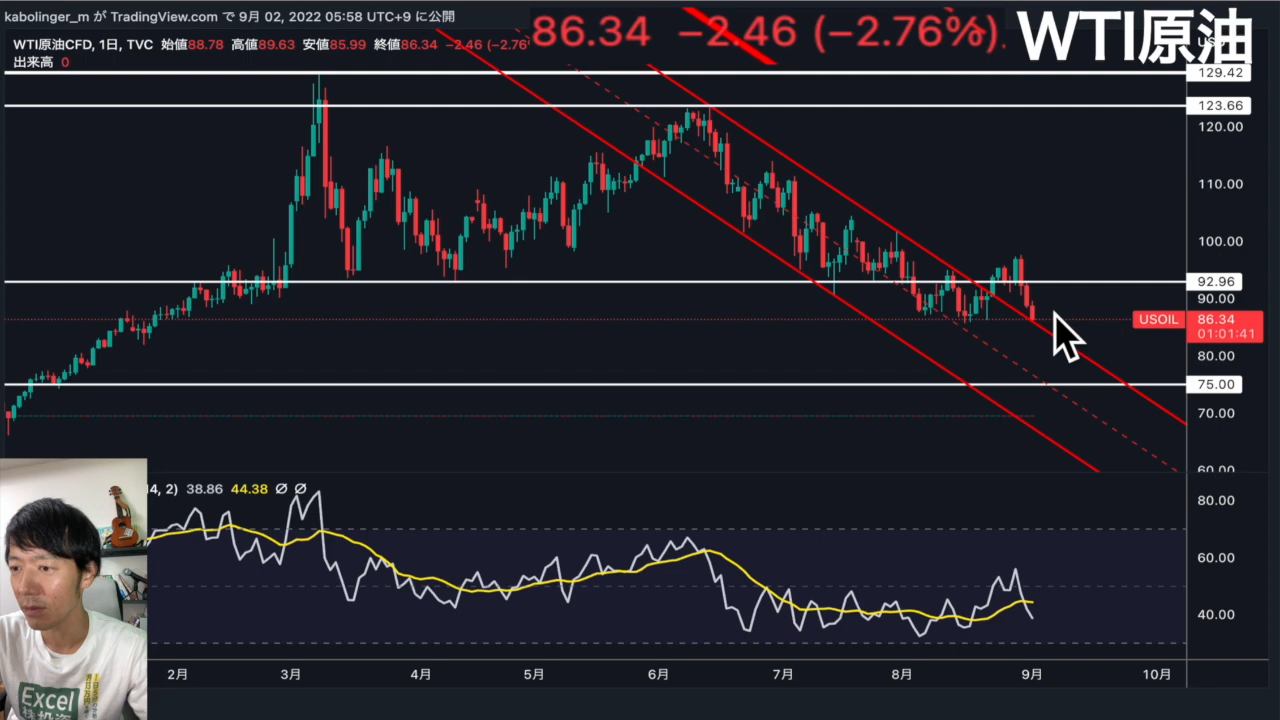 kabolinger_m が TradingView.com で 9月 02, 2022 05:58 UTC+9 に公開
WTI原油CFD, 1日, TVC 始値88.78 高値89.63 安値85.99 終値86.34 −2.46 (−2.76
出来高 0
86.34 −2.46 (−2.76%).
WTI原油
129.42
123.66
120.00
110.00
100.00
92.96
90.00
USOIL 86.34
01:01:41
80.00
75.00
70.00
60.00
14, 2) 38.86 44.38 Ø Ø
80.00
60.00
40.00
2月 3月 4月 5月 6月 7月 8月 9月 10月
Excel
株投資